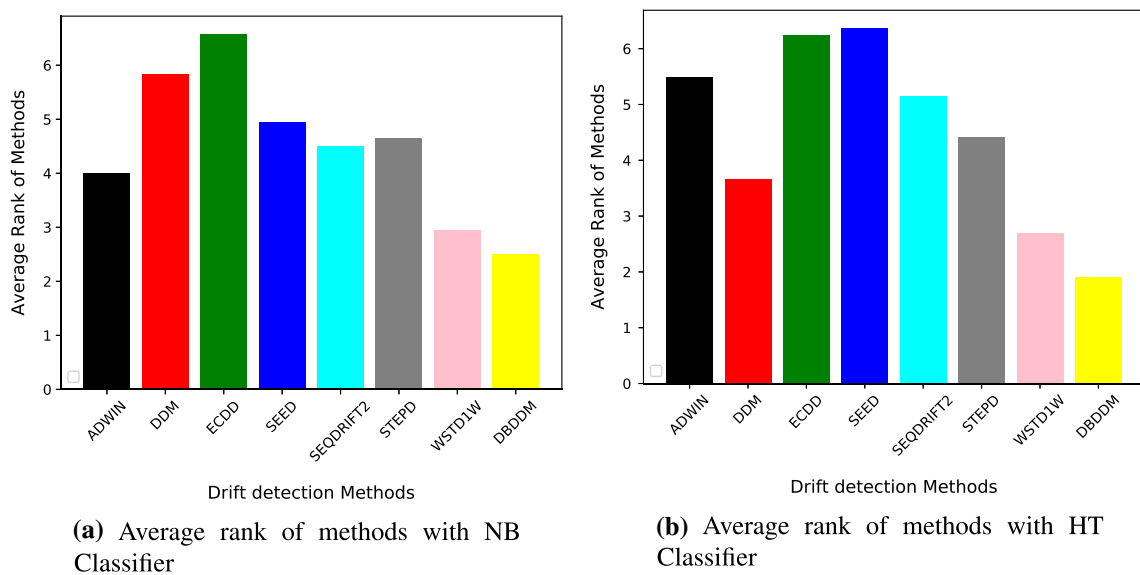 Average Rank of Methods
6
5
4
3
2
1
0
ADWIN
DDM
ECDD
SEED
SEQDRIFT2
STEPD
WSTD1W
DBDDM
Drift detection Methods
(a) Average rank of methods with NB
Classifier
Average Rank of Methods
6
5
4
3
2
1
0
ADWIN
DDM
ECDD
SEED
SEQDRIFT2
STEPD
WSTD1W
DBDDM
Drift detection Methods
(b) Average rank of methods with HT
Classifier